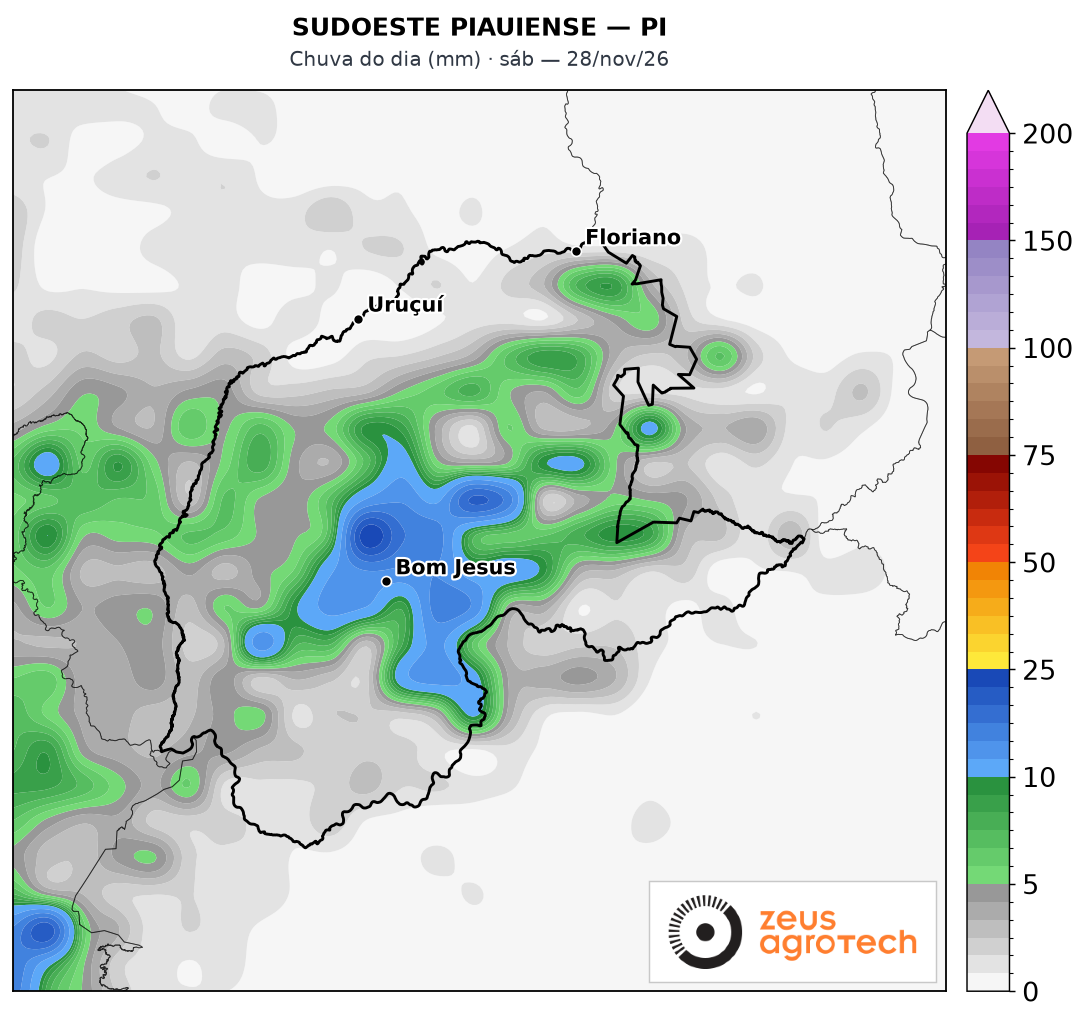 SUDOESTE PIAUIENSE — PI
Chuva do dia (mm) · sáb — 28/nov/26
Floriano
Uruçuí
Bom Jesus
200
150
100
75
50
25
10
5
0
zeus
agrotech